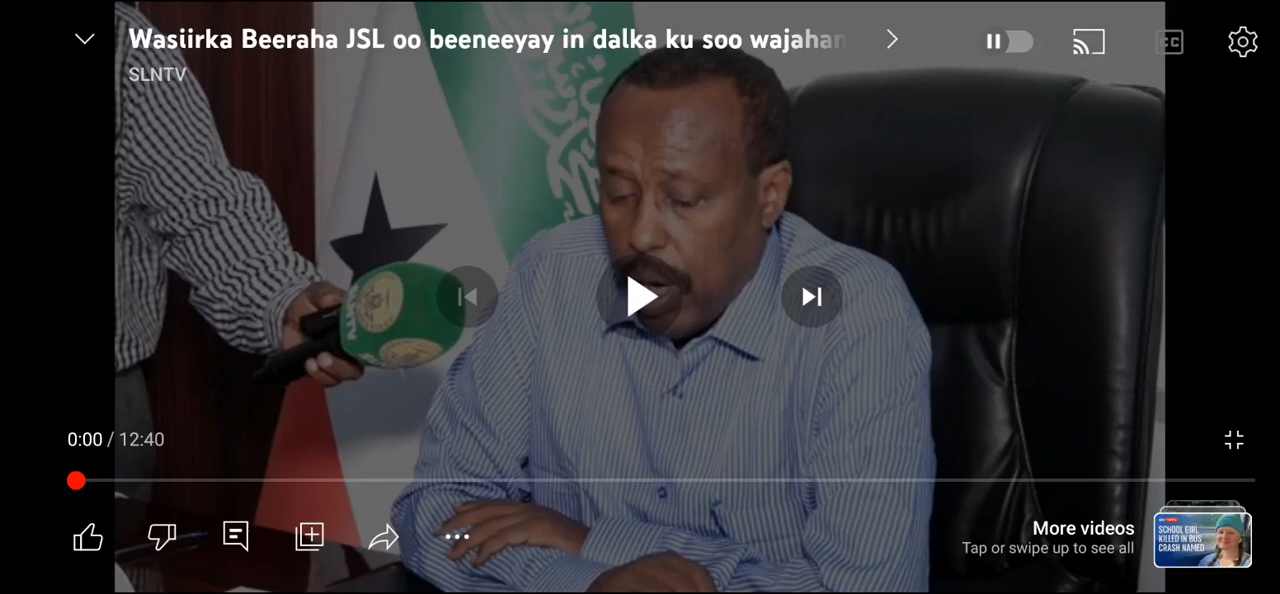 Wasiirka Beeraha JSL oo beeneeyay in dalka ku soo wajahan
SLNTV
CC
0:00 / 12:40
More videos
Tap or swipe up to see all
SCHOOL GIRL
KILLED IN BUS
CRASH NAMED